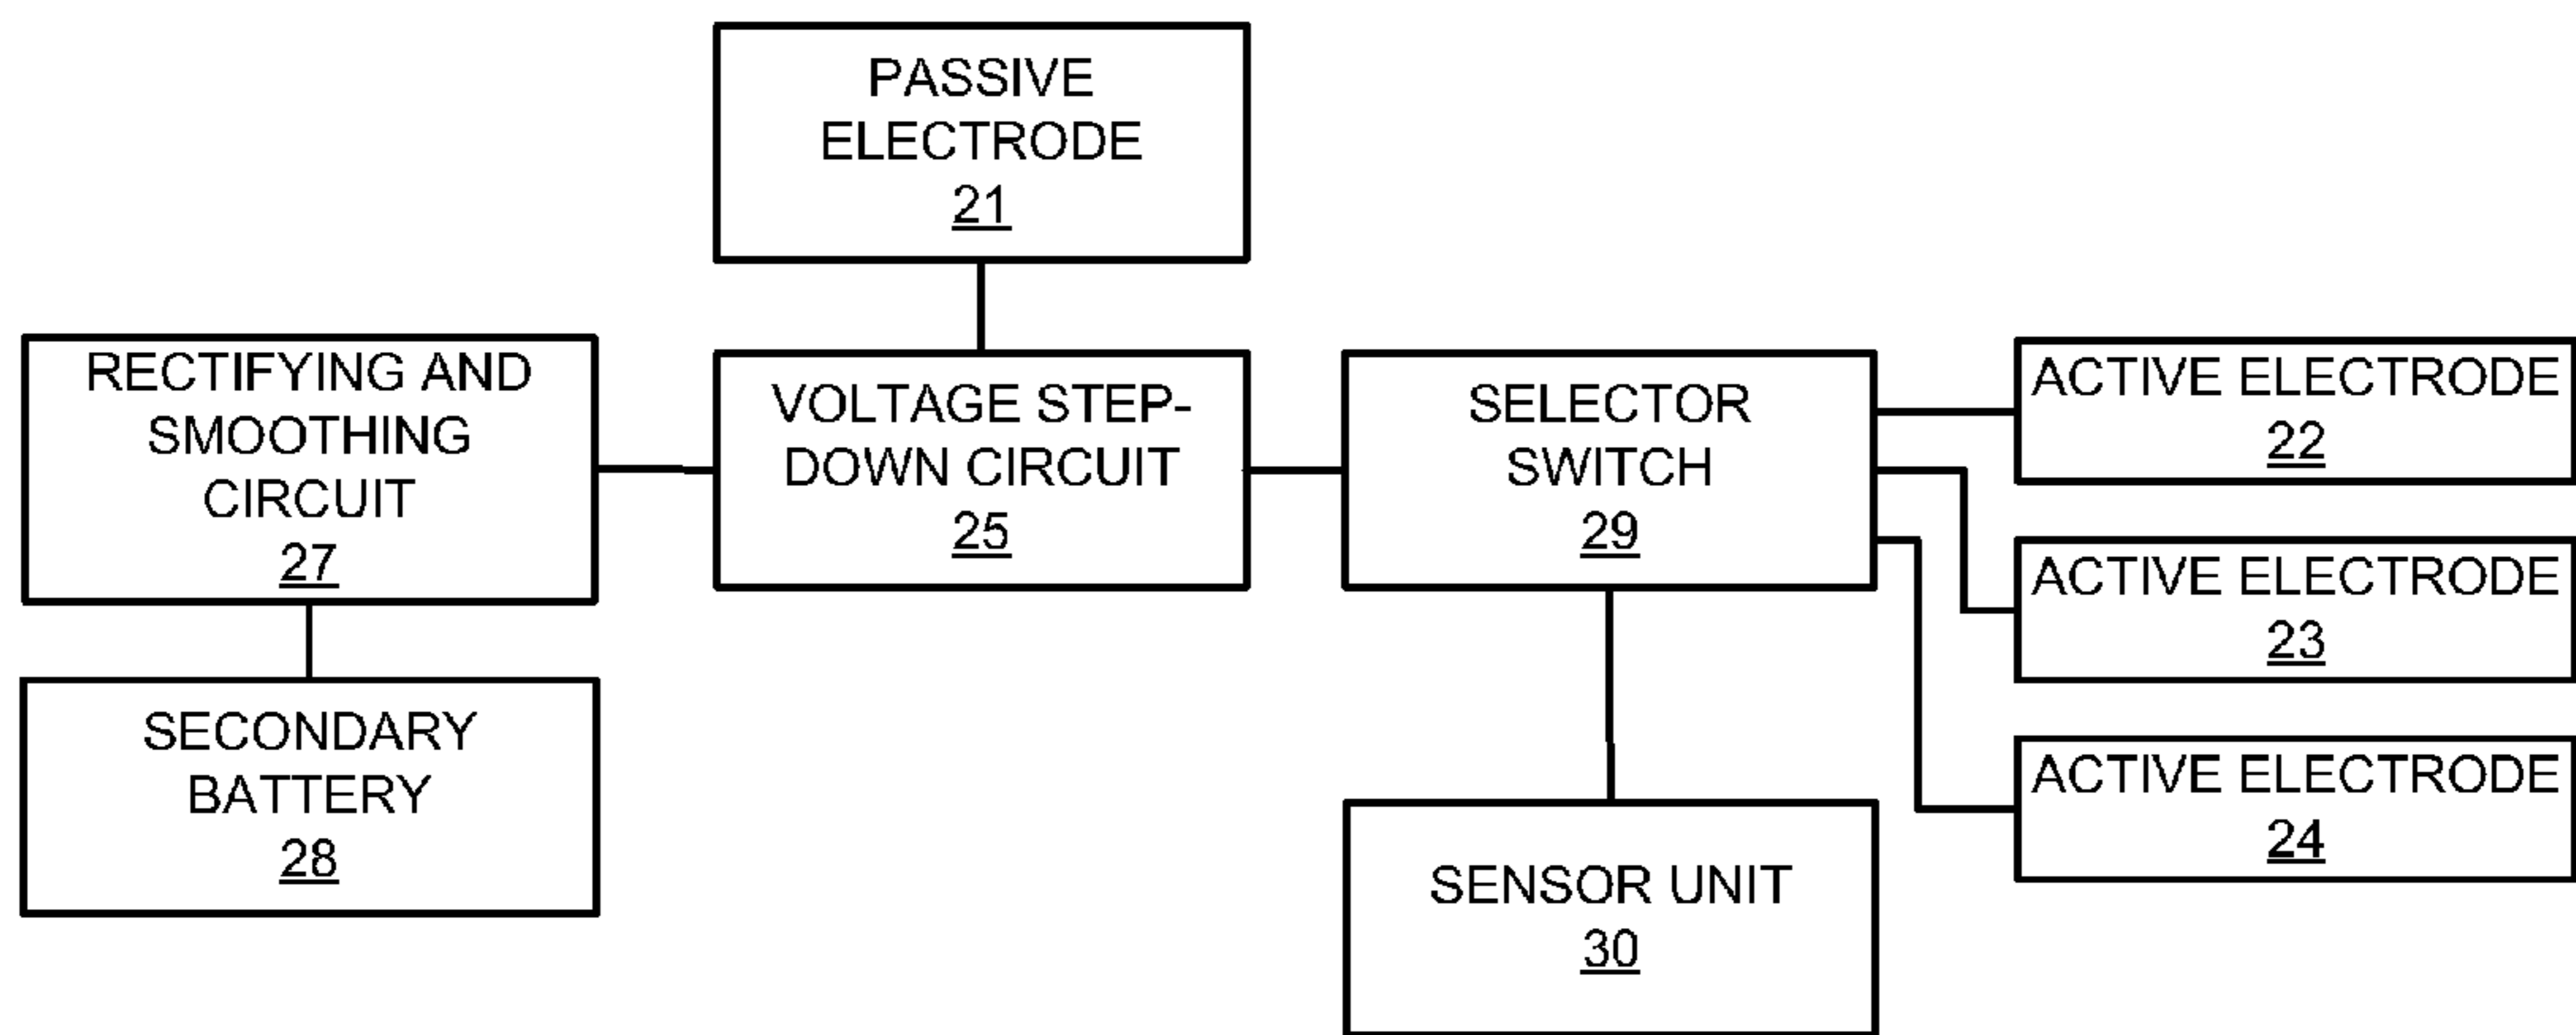 PASSIVE
ELECTRODE
21
RECTIFYING AND
SMOOTHING
CIRCUIT
27
VOLTAGE STEP-
DOWN CIRCUIT
25
SELECTOR
SWITCH
29
ACTIVE ELECTRODE
22
ACTIVE ELECTRODE
23
ACTIVE ELECTRODE
24
SECONDARY
BATTERY
28
SENSOR UNIT
30